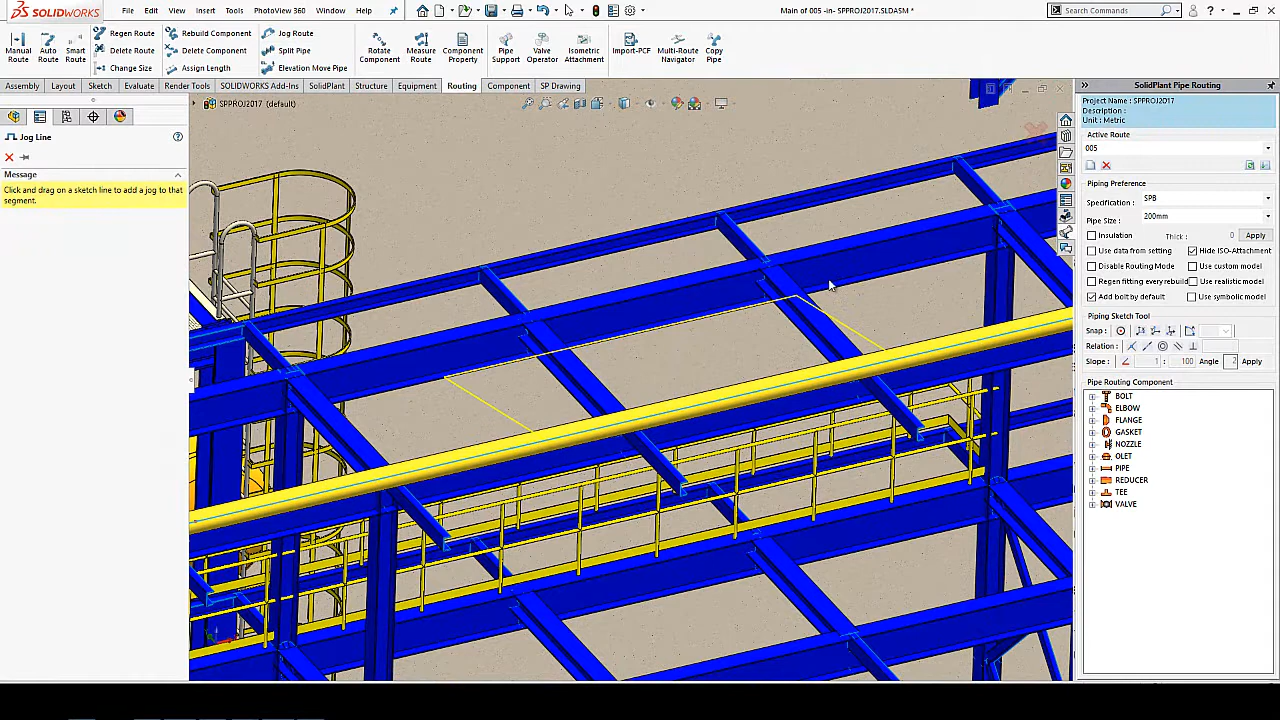 SOLIDWORKS
File Edit View Insert Tools PhotoView 360 Window Help
Main of 005 -in- SPPROJ2017.SLDASM *
Search Commands
Manual Route
Auto Route
Smart Route
Regen Route
Delete Route
Change Size
Rebuild Component
Delete Component
Assign Length
Jog Route
Split Pipe
Elevation Move Pipe
Rotate Component
Measure Route
Component Property
Pipe Support
Valve Operator
Isometric Attachment
Import-PCF
Multi-Route Navigator
Copy Pipe
Assembly Layout Sketch Evaluate Render Tools SOLIDWORKS Add-Ins SolidPlant Structure Equipment Routing Component SP Drawing
SPPROJ2017 (default)
Jog Line
Message
Click and drag on a sketch line to add a jog to that
segment.
SolidPlant Pipe Routing
Project Name : SPPROJ2017
Description :
Unit : Metric
Active Route
005
Piping Preference
Specification : SPB
Pipe Size : 200mm
Insulation Thick : 0 Apply
Use data from setting Hide ISO-Attachment
Disable Routing Mode Use custom model
Regen fitting every rebuild Use realistic model
Add bolt by default Use symbolic model
Piping Sketch Tool
Snap :
Relation :
Slope : 1 : 100 Angle 2 Apply
Pipe Routing Component
BOLT
ELBOW
FLANGE
GASKET
NOZZLE
OLET
PIPE
REDUCER
TEE
VALVE